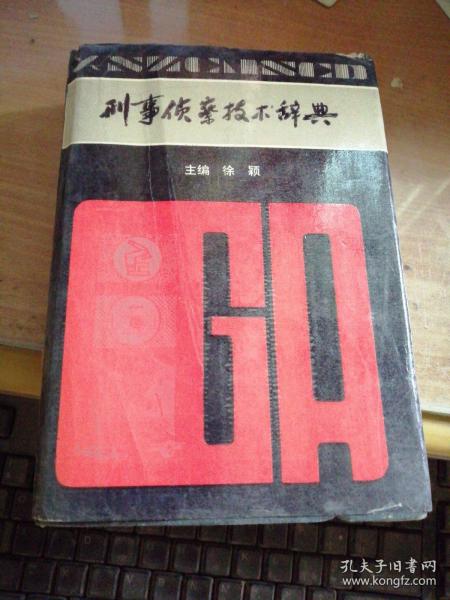 刑事侦察技术辞典
主编 徐 颖
GA
孔夫子旧书网
www.kongfz.com